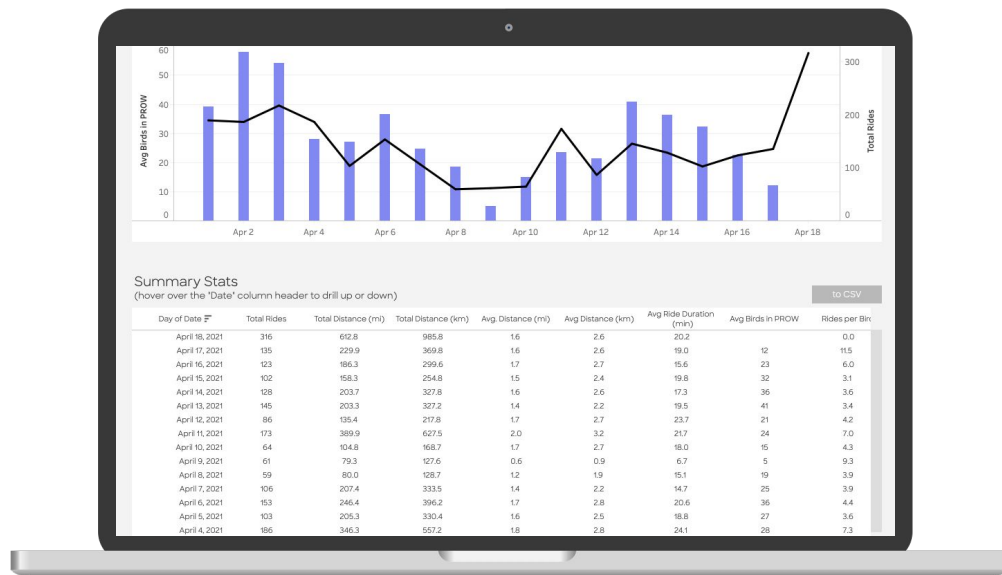 60
50
40
30
20
10
0
Avg Birds in PROW
300
200
100
0
Total Rides
Apr 2 Apr 4 Apr 6 Apr 8 Apr 10 Apr 12 Apr 14 Apr 16 Apr 18
Summary Stats
(hover over the "Date" column header to drill up or down)
to CSV
Day of Date Total Rides Total Distance (mi) Total Distance (km) Avg. Distance (mi) Avg Distance (km) Avg Ride Duration (min) Avg Birds in PROW Rides per Bir
April 18, 2021 316 612.8 985.8 1.6 2.6 20.2 0.0
April 17, 2021 135 229.9 369.8 1.6 2.6 19.0 12 11.5
April 16, 2021 123 186.3 299.6 1.7 2.7 15.6 23 6.0
April 15, 2021 102 158.3 254.8 1.5 2.4 19.8 32 3.1
April 14, 2021 128 203.7 327.8 1.6 2.6 17.3 36 3.6
April 13, 2021 145 203.3 327.2 1.4 2.2 19.5 41 3.4
April 12, 2021 86 135.4 217.8 1.7 2.7 23.7 21 4.2
April 11, 2021 173 389.9 627.5 2.0 3.2 21.7 24 7.0
April 10, 2021 64 104.8 168.7 1.7 2.7 18.0 15 4.3
April 9, 2021 61 79.3 127.6 0.6 0.9 6.7 5 9.3
April 8, 2021 59 80.0 128.7 1.2 1.9 15.1 19 3.9
April 7, 2021 106 207.4 333.5 1.4 2.2 14.7 25 3.9
April 6, 2021 153 246.4 396.2 1.7 2.8 20.6 36 4.4
April 5, 2021 103 205.3 330.4 1.6 2.5 18.8 27 3.6
April 4, 2021 186 346.3 557.2 1.8 2.8 24.1 28 7.3